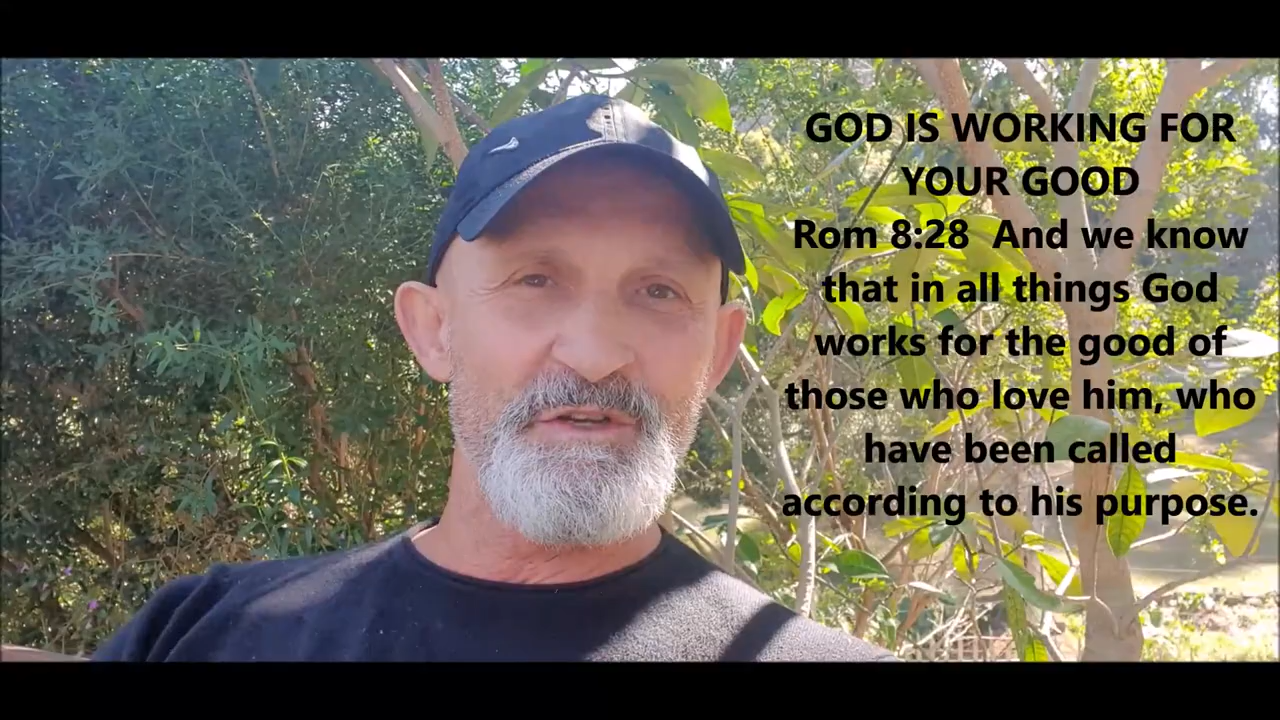 GOD IS WORKING FOR
YOUR GOOD
Rom 8:28  And we know
that in all things God
works for the good of
those who love him, who
have been called
according to his purpose.